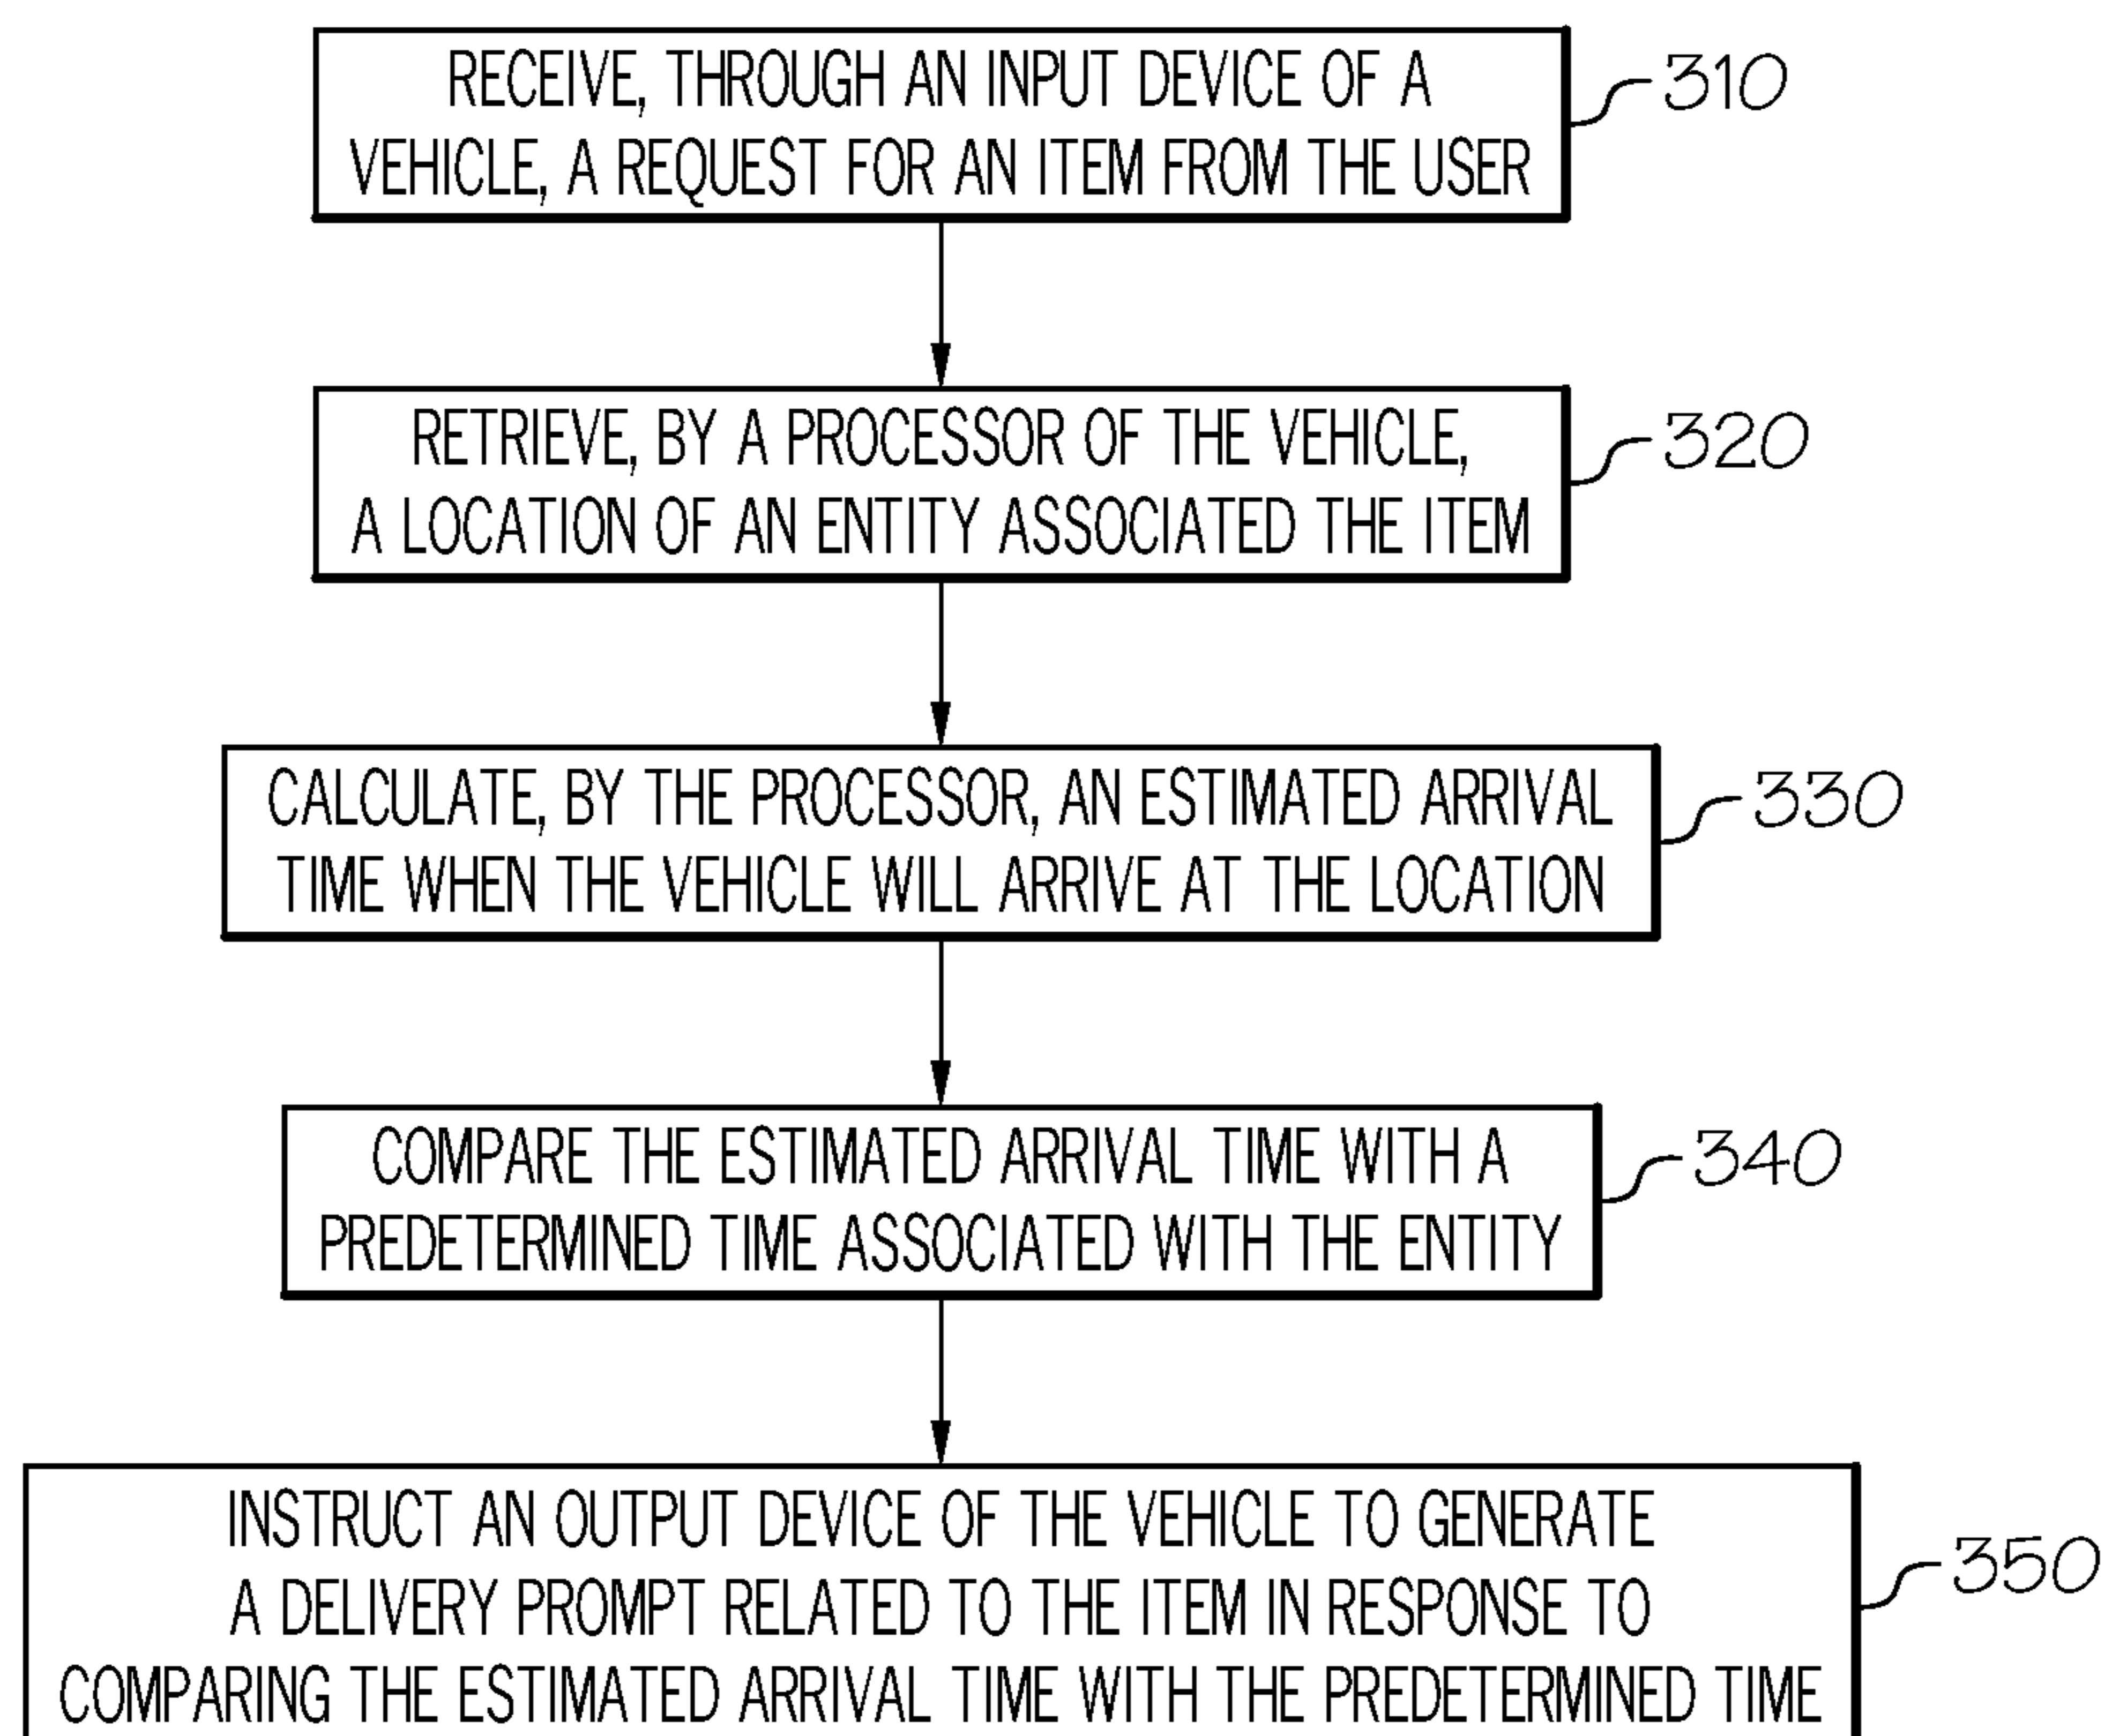 RECEIVE, THROUGH AN INPUT DEVICE OF A
VEHICLE, A REQUEST FOR AN ITEM FROM THE USER
310
RETRIEVE, BY A PROCESSOR OF THE VEHICLE,
A LOCATION OF AN ENTITY ASSOCIATED THE ITEM
320
CALCULATE, BY THE PROCESSOR, AN ESTIMATED ARRIVAL
TIME WHEN THE VEHICLE WILL ARRIVE AT THE LOCATION
330
COMPARE THE ESTIMATED ARRIVAL TIME WITH A
PREDETERMINED TIME ASSOCIATED WITH THE ENTITY
340
INSTRUCT AN OUTPUT DEVICE OF THE VEHICLE TO GENERATE
A DELIVERY PROMPT RELATED TO THE ITEM IN RESPONSE TO
COMPARING THE ESTIMATED ARRIVAL TIME WITH THE PREDETERMINED TIME
350